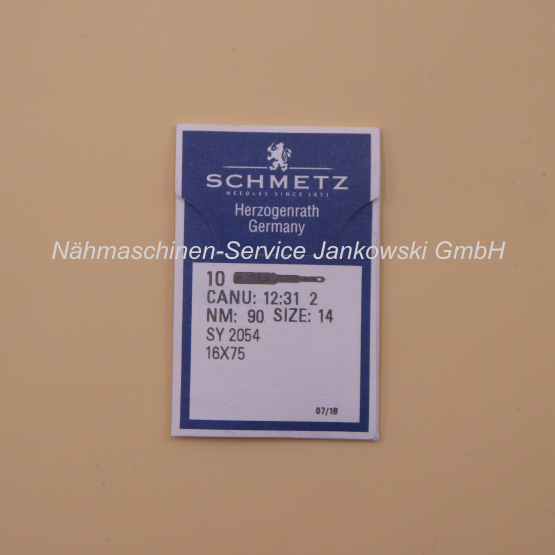 SCHMETZ
NEEDLES SINCE 1851
Herzogenrath
Germany
Nähmaschinen-Service Jankowski GmbH
10
CANU: 12:31 2
NM: 90 SIZE: 14
SY 2054
16X75
07/18